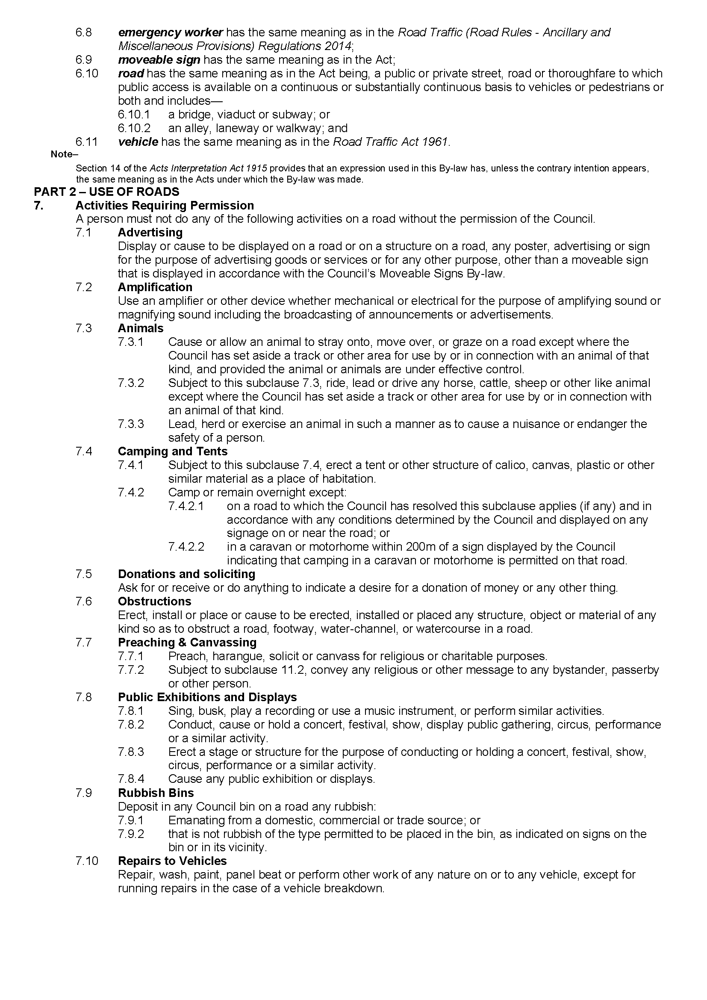 6.8 emergency worker has the same meaning as in the Road Traffic (Road Rules - Ancillary and
Miscellaneous Provisions) Regulations 2014;
6.9 moveable sign has the same meaning as in the Act;
6.10 road has the same meaning as in the Act being, a public or private street, road or thoroughfare to which
public access is available on a continuous or substantially continuous basis to vehicles or pedestrians or
both and includes—
6.10.1 a bridge, viaduct or subway; or
6.10.2 an alley, laneway or walkway; and
6.11 vehicle has the same meaning as in the Road Traffic Act 1961.
Note–
Section 14 of the Acts Interpretation Act 1915 provides that an expression used in this By-law has, unless the contrary intention appears,
the same meaning as in the Acts under which the By-law was made.
PART 2 – USE OF ROADS
7. Activities Requiring Permission
A person must not do any of the following activities on a road without the permission of the Council.
7.1 Advertising
Display or cause to be displayed on a road or on a structure on a road, any poster, advertising or sign
for the purpose of advertising goods or services or for any other purpose, other than a moveable sign
that is displayed in accordance with the Council's Moveable Signs By-law.
7.2 Amplification
Use an amplifier or other device whether mechanical or electrical for the purpose of amplifying sound or
magnifying sound including the broadcasting of announcements or advertisements.
7.3 Animals
7.3.1 Cause or allow an animal to stray onto, move over, or graze on a road except where the
Council has set aside a track or other area for use by or in connection with an animal of that
kind, and provided the animal or animals are under effective control.
7.3.2 Subject to this subclause 7.3, ride, lead or drive any horse, cattle, sheep or other like animal
except where the Council has set aside a track or other area for use by or in connection with
an animal of that kind.
7.3.3 Lead, herd or exercise an animal in such a manner as to cause a nuisance or endanger the
safety of a person.
7.4 Camping and Tents
7.4.1 Subject to this subclause 7.4, erect a tent or other structure of calico, canvas, plastic or other
similar material as a place of habitation.
7.4.2 Camp or remain overnight except:
7.4.2.1 on a road to which the Council has resolved this subclause applies (if any) and in
accordance with any conditions determined by the Council and displayed on any
signage on or near the road; or
7.4.2.2 in a caravan or motorhome within 200m of a sign displayed by the Council
indicating that camping in a caravan or motorhome is permitted on that road.
7.5 Donations and soliciting
Ask for or receive or do anything to indicate a desire for a donation of money or any other thing.
7.6 Obstructions
Erect, install or place or cause to be erected, installed or placed any structure, object or material of any
kind so as to obstruct a road, footway, water-channel, or watercourse in a road.
7.7 Preaching & Canvassing
7.7.1 Preach, harangue, solicit or canvass for religious or charitable purposes.
7.7.2 Subject to subclause 11.2, convey any religious or other message to any bystander, passerby
or other person.
7.8 Public Exhibitions and Displays
7.8.1 Sing, busk, play a recording or use a music instrument, or perform similar activities.
7.8.2 Conduct, cause or hold a concert, festival, show, display public gathering, circus, performance
or a similar activity.
7.8.3 Erect a stage or structure for the purpose of conducting or holding a concert, festival, show,
circus, performance or a similar activity.
7.8.4 Cause any public exhibition or displays.
7.9 Rubbish Bins
Deposit in any Council bin on a road any rubbish:
7.9.1 Emanating from a domestic, commercial or trade source; or
7.9.2 that is not rubbish of the type permitted to be placed in the bin, as indicated on signs on the
bin or in its vicinity.
7.10 Repairs to Vehicles
Repair, wash, paint, panel beat or perform other work of any nature on or to any vehicle, except for
running repairs in the case of a vehicle breakdown.